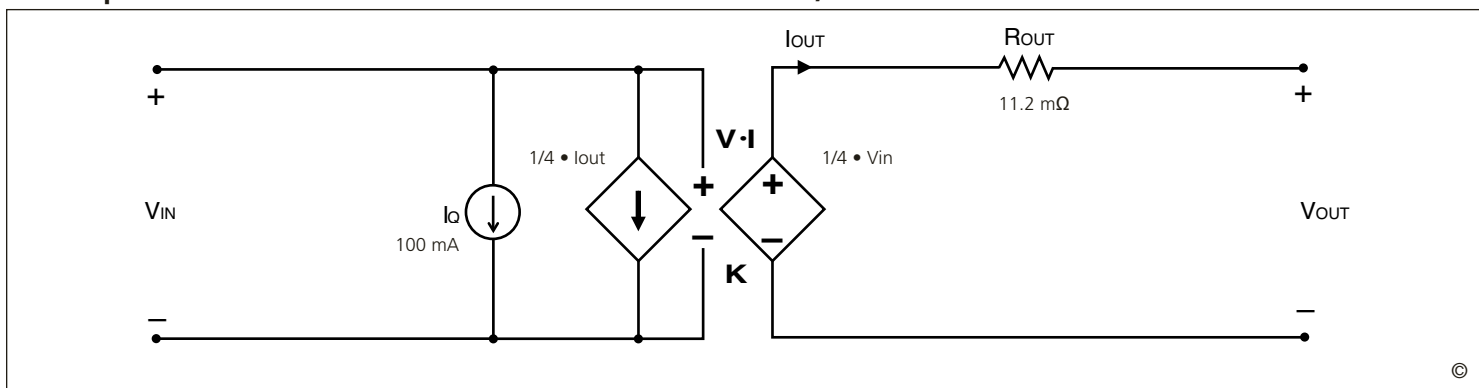 IOUT
ROUT
+
11.2 mΩ
+
V•I
1/4 • Iout
+
+
1/4 • Vin
VIN
IQ
VOUT
100 mA
–
–
K
–
–
©